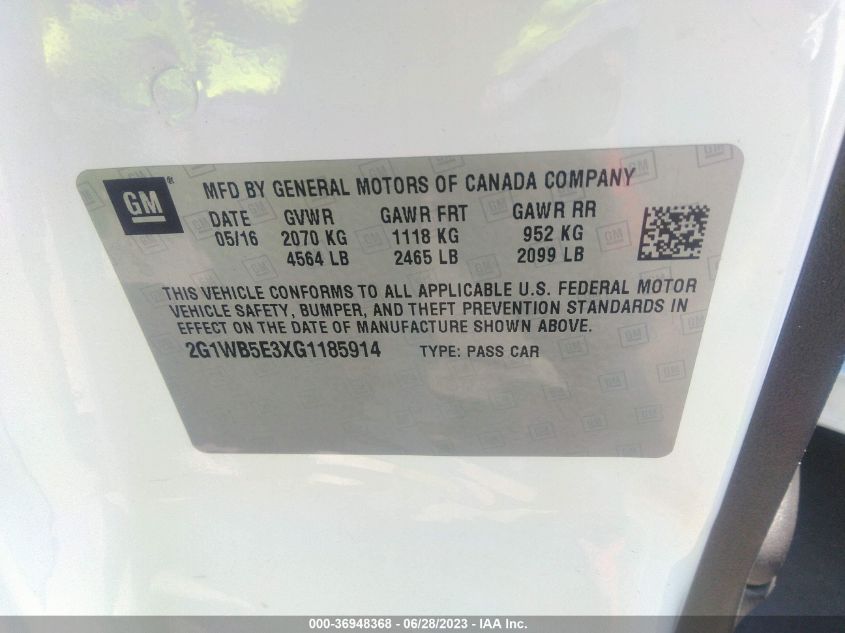 GM
MFD BY GENERAL MOTORS OF CANADA COMPANY
DATE GVWR GAWR FRT GAWR RR
05/16 2070 KG 1118 KG 952 KG
4564 LB 2465 LB 2099 LB
THIS VEHICLE CONFORMS TO ALL APPLICABLE U.S. FEDERAL MOTOR
VEHICLE SAFETY, BUMPER, AND THEFT PREVENTION STANDARDS IN
EFFECT ON THE DATE OF MANUFACTURE SHOWN ABOVE.
2G1WB5E3XG1185914 TYPE: PASS CAR
000-36948368 - 06/28/2023 - IAA Inc.